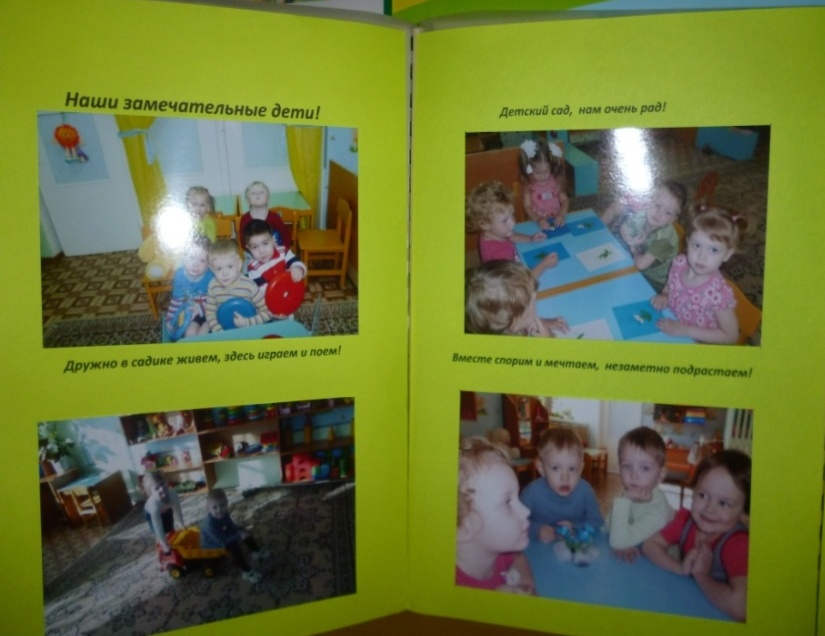 Наши замечательные дети!
Дружно в садике живем, здесь играем и поем!
Детский сад, нам очень рад!
Вместе спорим и мечтаем, незаметно подрастаем!